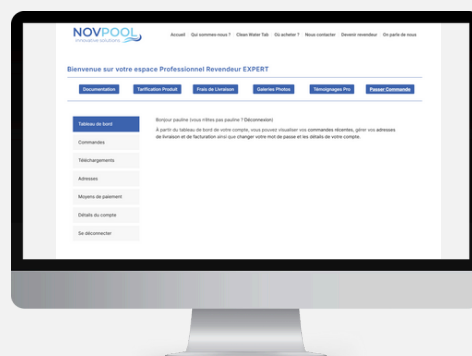 NOVPOOL
innovative solutions
Accueil Qui sommes-nous ? Clean Water Tab Où acheter ? Nous contacter Devenir revendeur On parle de nous
Bienvenue sur votre espace Professionnel Revendeur EXPERT
Documentation Tarification Produit Frais de Livraison Galeries Photos Témoignages Pro Passer Commande
Tableau de bord
Commandes
Téléchargements
Adresses
Moyens de paiement
Détails du compte
Se déconnecter
Bonjour pauline (vous n'êtes pas pauline ? Déconnexion)
À partir du tableau de bord de votre compte, vous pouvez visualiser vos commandes récentes, gérer vos adresses
de livraison et de facturation ainsi que changer votre mot de passe et les détails de votre compte.